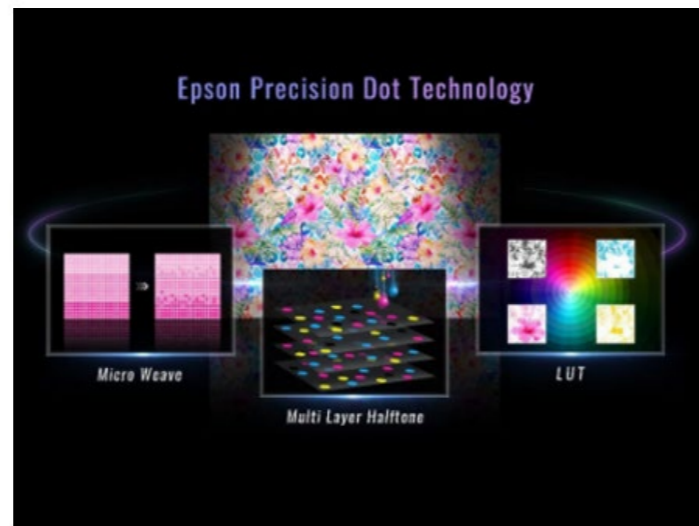 Epson Precision Dot Technology
Micro Weave
Multi Layer Halftone
LUT